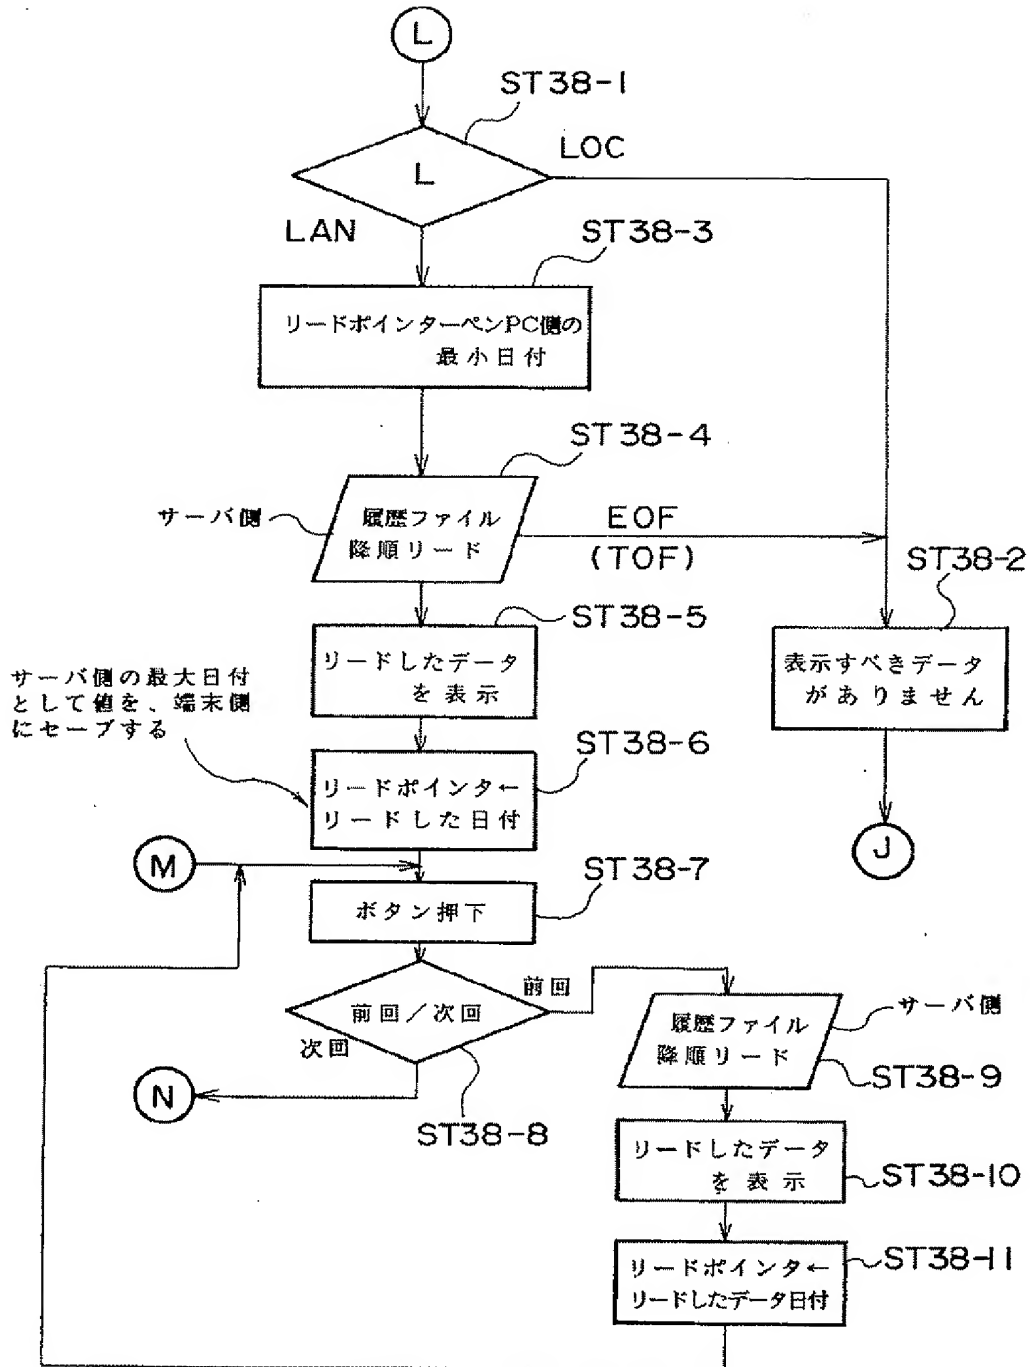 L
ST38-1
L
LOC
LAN
ST38-3
リードポインターペンPC側の
最小日付
ST38-4
サーバ側
履歴ファイル
降順リード
EOF
(TOF)
ST38-2
ST38-5
リードしたデータ
を表示
表示すべきデータ
がありません
サーバ側の最大日付
として値を、端末側
にセーブする
ST38-6
リードポインタ←
リードした日付
J
M
ST38-7
ボタン押下
前回/次回
前回
次回
履歴ファイル
降順リード
サーバ側
ST38-9
N
ST38-8
リードしたデータ
を表示
ST38-10
リードポインタ←
リードしたデータ日付
ST38-11